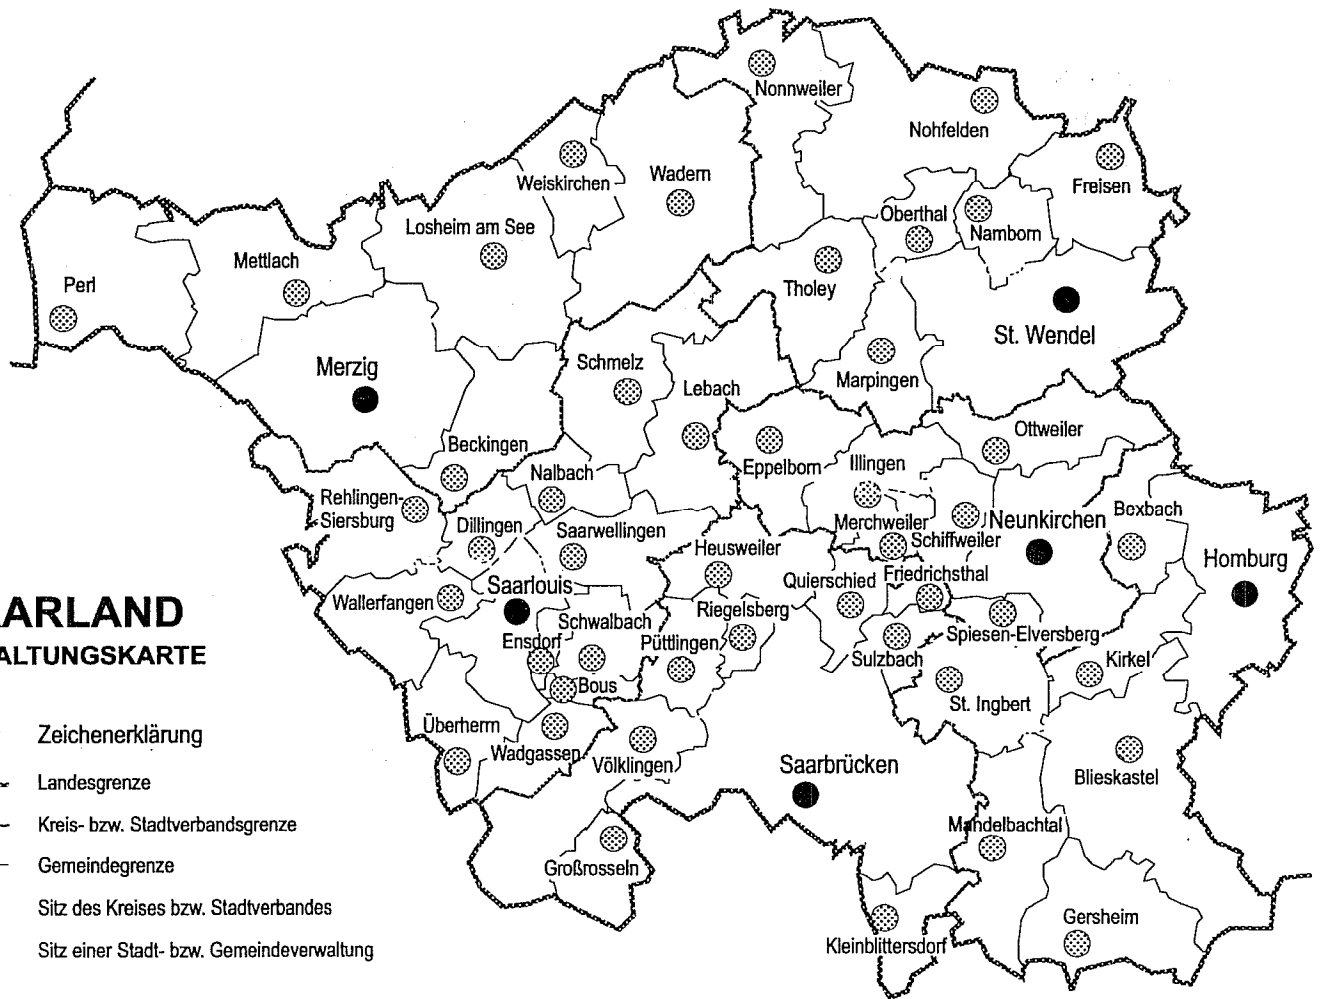 Nonnweiler
Nohfelden
Freisen
Weiskirchen
Wadern
Oberthal
Namborn
Losheim am See
Mettlach
Perl
Tholey
St. Wendel
Merzig
Schmelz
Lebach
Marpingen
Beckingen
Ottweiler
Eppelborn
Illingen
Nalbach
Rehlingen-
Siersburg
Dillingen
Saarwellingen
Merchweiler
Schiffweiler
Neunkirchen
Bexbach
Heusweiler
Homburg
Quierschied
Friedrichsthal
Saarlouis
Wallerfangen
Schwalbach
Riegelsberg
Ensdorf
Püttlingen
Spiesen-Elversberg
Sulzbach
Kirkel
Bous
St. Ingbert
Überherrn
Wadgassen
Völklingen
Saarbrücken
Blieskastel
Mandelbachtal
Großrosseln
Gersheim
Kleinblittersdorf
ARLAND
ALTUNGSKARTE
Zeichenerklärung
Landesgrenze
Kreis- bzw. Stadtverbandsgrenze
Gemeindegrenze
Sitz des Kreises bzw. Stadtverbandes
Sitz einer Stadt- bzw. Gemeindeverwaltung